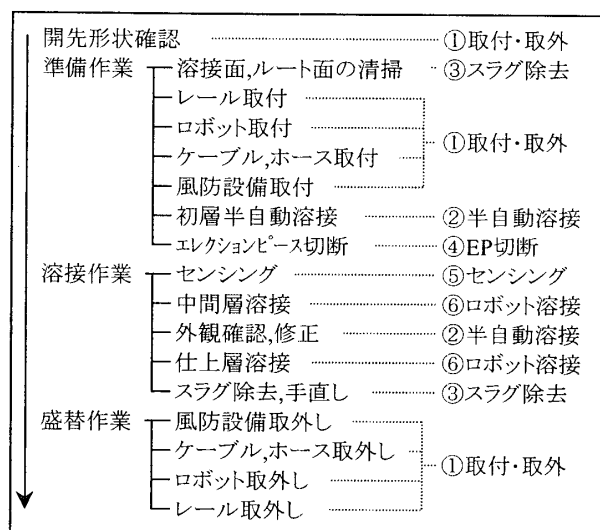 開先形状確認 ①取付・取外
準備作業 溶接面,ルート面の清掃 ③スラグ除去
レール取付
ロボット取付
①取付・取外
ケーブル,ホース取付
風防設備取付
初層半自動溶接 ②半自動溶接
エレクションピース切断 ④EP切断
溶接作業 センシング ⑤センシング
中間層溶接 ⑥ロボット溶接
外観確認,修正 ②半自動溶接
仕上層溶接 ⑥ロボット溶接
スラグ除去,手直し ③スラグ除去
盛替作業 風防設備取外し
ケーブル,ホース取外し
①取付・取外
ロボット取外し
レール取外し